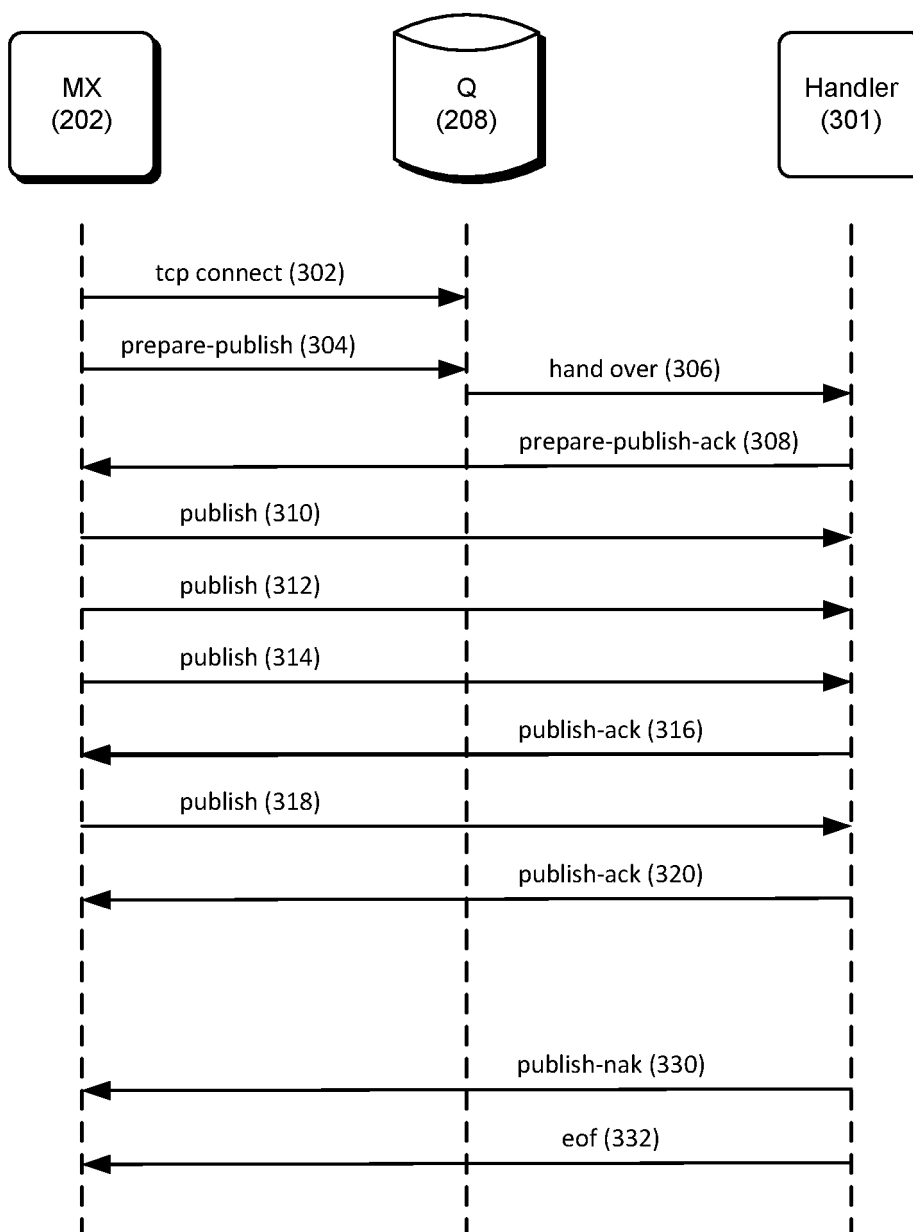 MX
(202)
Q
(208)
Handler
(301)
tcp connect (302)
prepare-publish (304)
hand over (306)
prepare-publish-ack (308)
publish (310)
publish (312)
publish (314)
publish-ack (316)
publish (318)
publish-ack (320)
publish-nak (330)
eof (332)